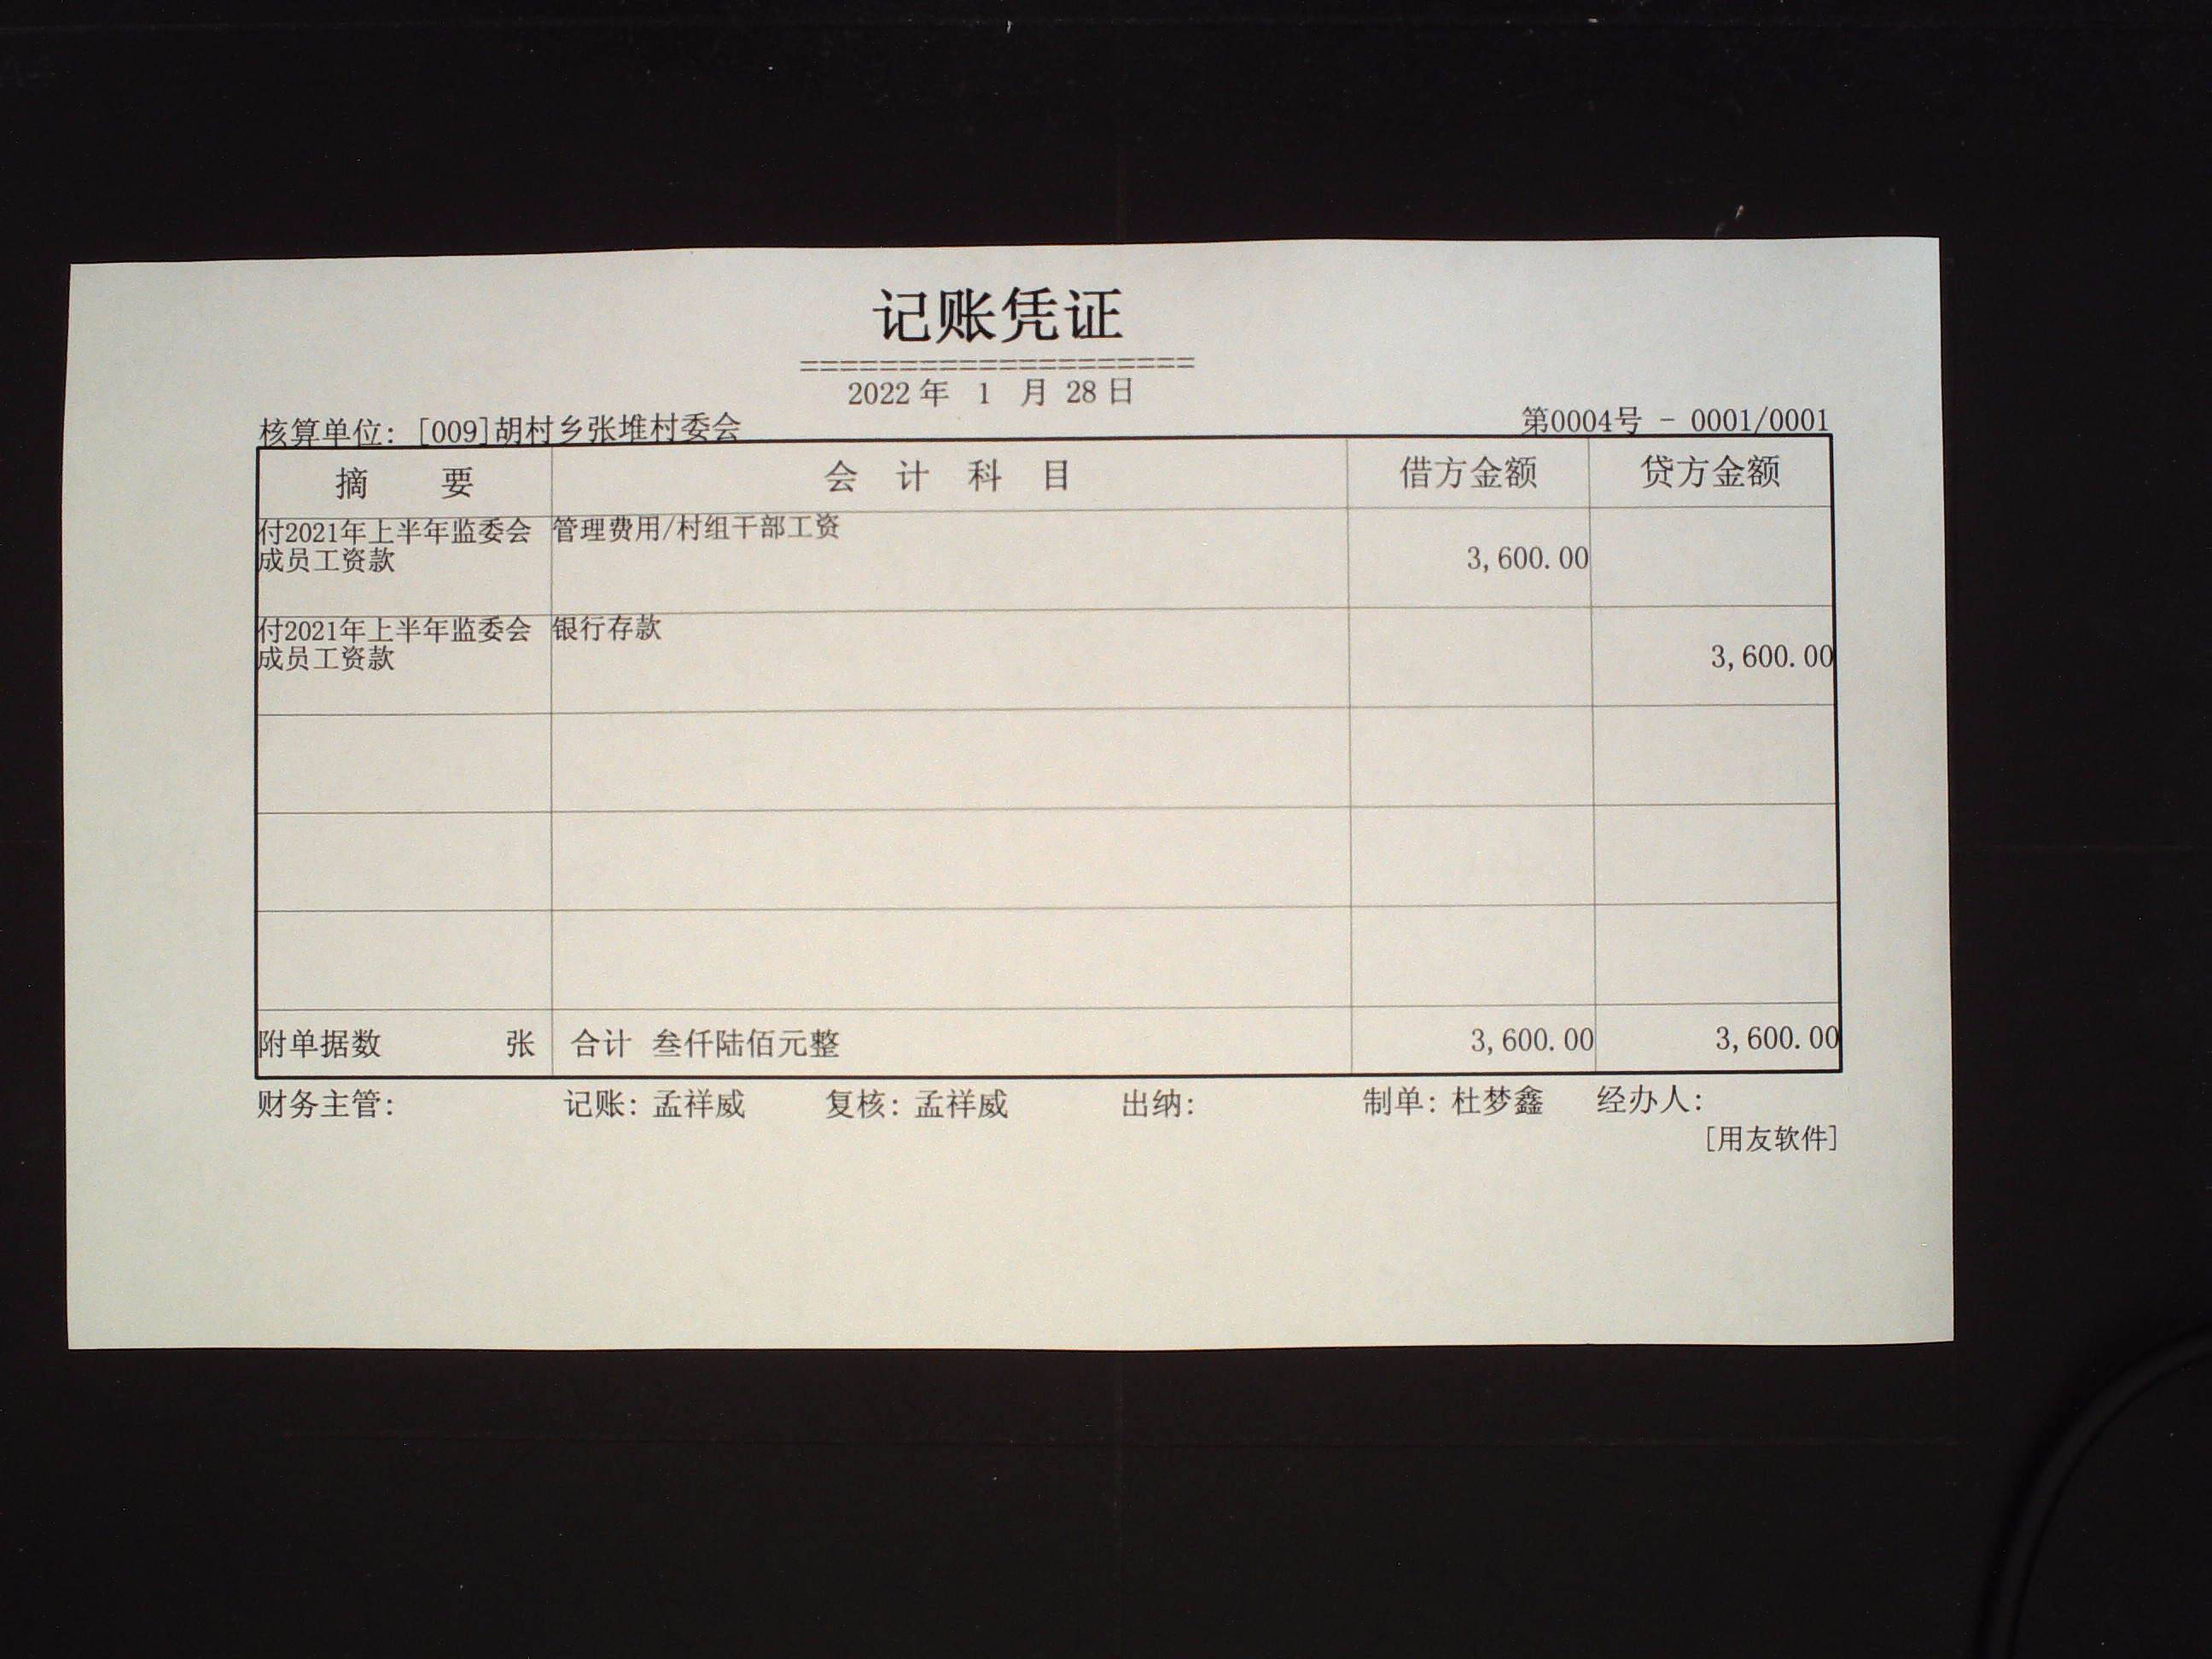 记账凭证
====================
2022 年 1 月 28 日
核算单位: [009]胡村乡张堆村委会 第0004号 - 0001/0001
摘 要 会 计 科 目 借方金额 贷方金额
付2021年上半年监委会 管理费用/村组干部工资
成员工资款 3,600.00
付2021年上半年监委会 银行存款
成员工资款 3,600.00
附单据数 张 合计 叁仟陆佰元整 3,600.00 3,600.00
财务主管: 记账: 孟祥威 复核: 孟祥威 出纳: 制单: 杜梦鑫 经办人:
[用友软件]